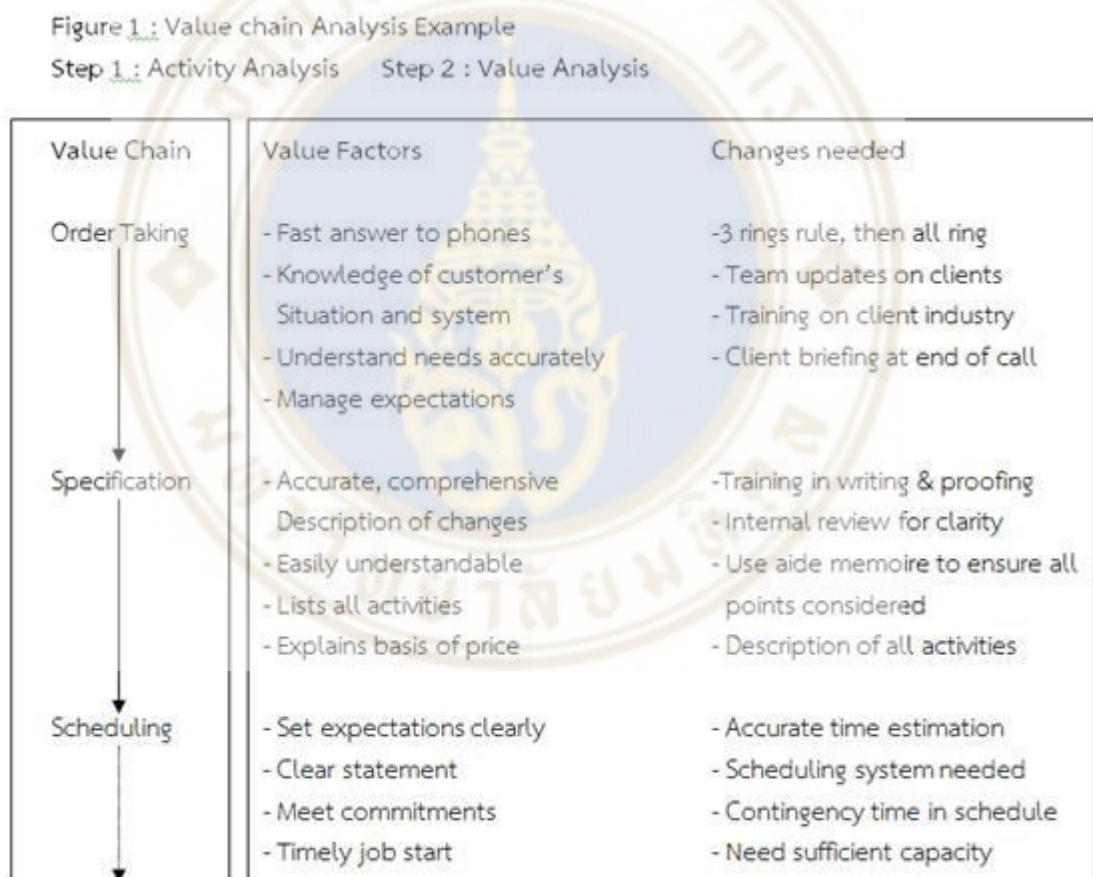 Figure 1 : Value chain Analysis Example
Step 1 : Activity Analysis Step 2 : Value Analysis
Value Chain Value Factors Changes needed
Order Taking - Fast answer to phones -3 rings rule, then all ring
- Knowledge of customer's - Team updates on clients
Situation and system - Training on client industry
- Understand needs accurately - Client briefing at end of call
- Manage expectations
Specification - Accurate, comprehensive -Training in writing & proofing
Description of changes - Internal review for clarity
- Easily understandable - Use aide memoire to ensure all
- Lists all activities points considered
- Explains basis of price - Description of all activities
Scheduling - Set expectations clearly - Accurate time estimation
- Clear statement - Scheduling system needed
- Meet commitments - Contingency time in schedule
- Timely job start - Need sufficient capacity